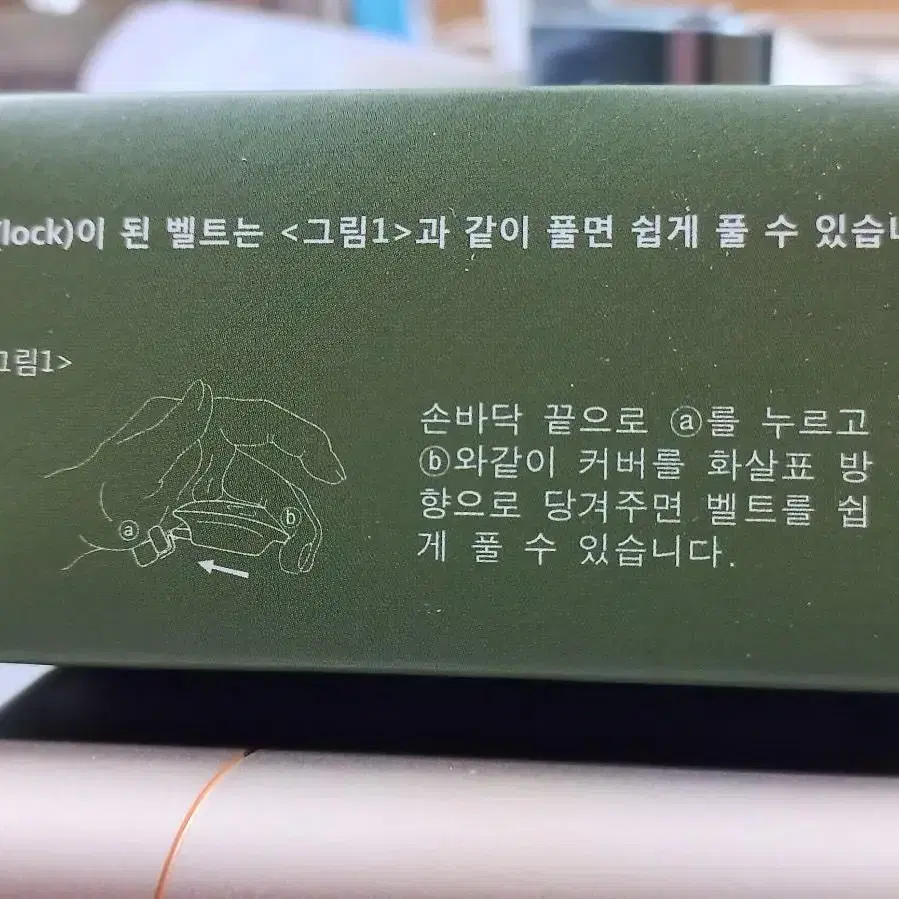 (lock)이 된 벨트는 <그림1>과 같이 풀면 쉽게 풀 수 있습
그림1>
손바닥 끝으로 ⓐ를 누르고
ⓑ와같이 커버를 화살표 방
향으로 당겨주면 벨트를 쉽
게 풀 수 있습니다.
ⓐ
ⓑ